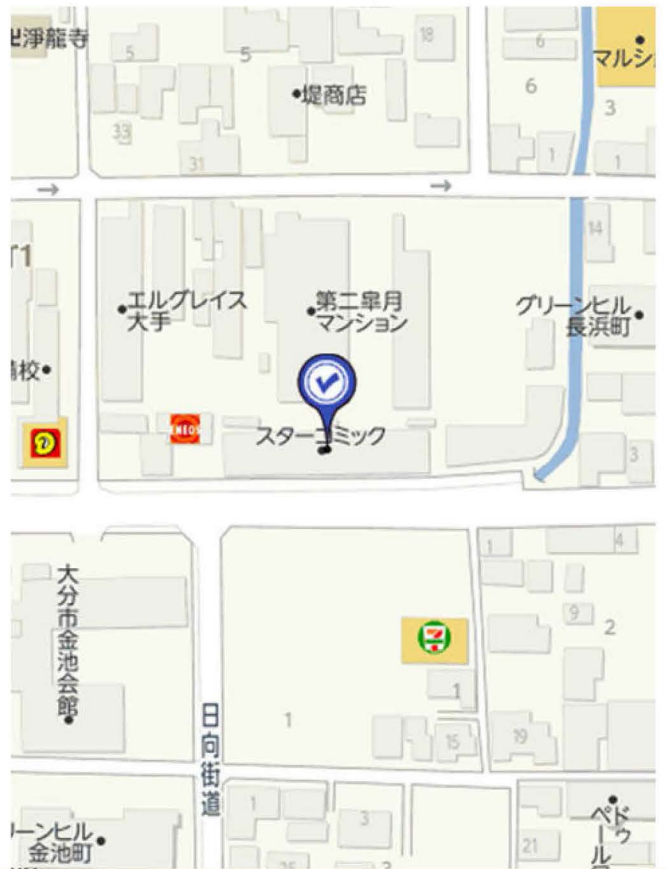 卍浄龍寺
5
5
18
6
マルシ
堤商店
6
3
33
31
1
1
→
→
14
エルグレイス
大手
第二皐月
マンション
グリーンヒル
長浜町
校
ENEOS
スターコミック
3
1
4
大分市金池会館
9
2
1
1
日向街道
15
19
1
3
ーンヒル
金池町
21
ドゥ
ペール